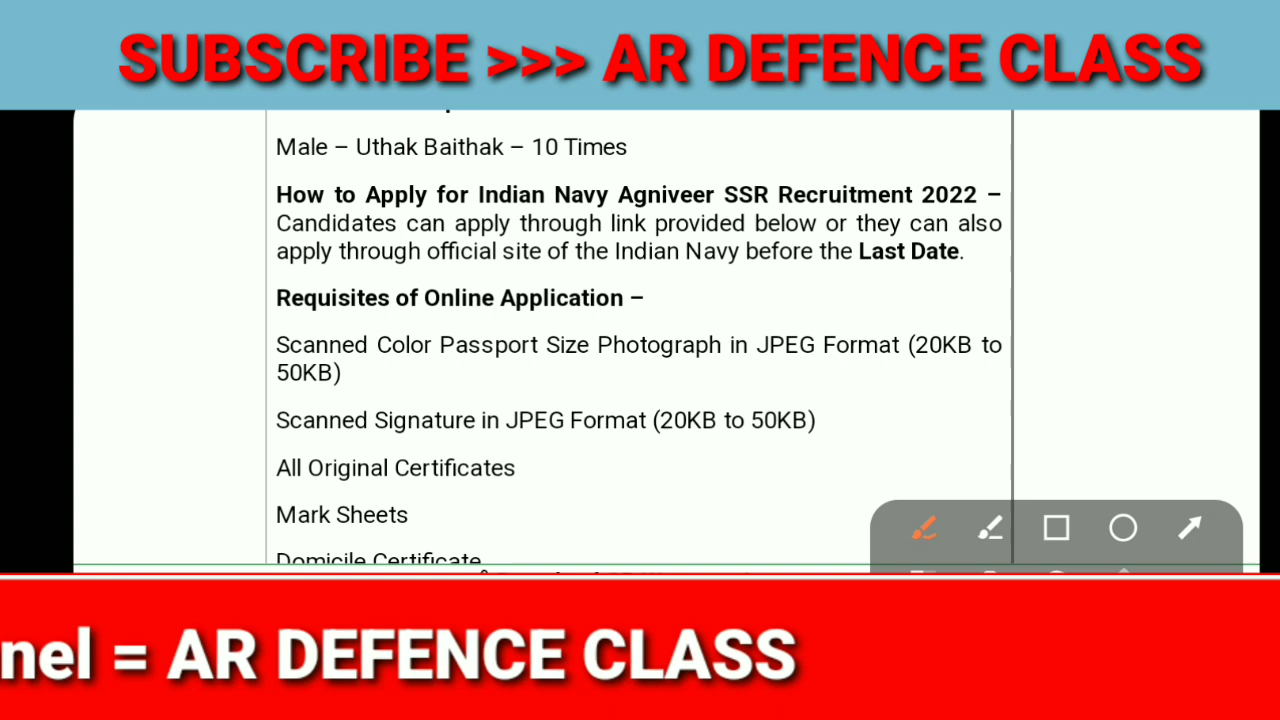 SUBSCRIBE >>> AR DEFENCE CLASS
Male – Uthak Baithak – 10 Times
How to Apply for Indian Navy Agniveer SSR Recruitment 2022 –
Candidates can apply through link provided below or they can also
apply through official site of the Indian Navy before the Last Date.
Requisites of Online Application –
Scanned Color Passport Size Photograph in JPEG Format (20KB to
50KB)
Scanned Signature in JPEG Format (20KB to 50KB)
All Original Certificates
Mark Sheets
Domicile Certificate
nel = AR DEFENCE CLASS